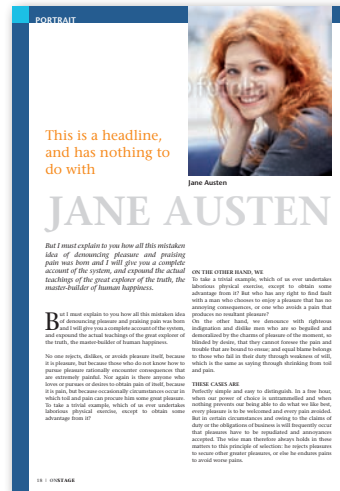 PORTRAIT
fotolia
This is a headline,
and has nothing to
do with
Jane Austen
JANE AUSTEN
But I must explain to you how all this mistaken
idea of denouncing pleasure and praising
pain was born and I will give you a complete
account of the system, and expound the actual
teachings of the great explorer of the truth, the
master-builder of human happiness.
But I must explain to you how all this mistaken idea
of denouncing pleasure and praising pain was born
and I will give you a complete account of the system,
and expound the actual teachings of the great explorer of
the truth, the master-builder of human happiness.
No one rejects, dislikes, or avoids pleasure itself, because
it is pleasure, but because those who do not know how to
pursue pleasure rationally encounter consequences that
are extremely painful. Nor again is there anyone who
loves or pursues or desires to obtain pain of itself, because
it is pain, but because occasionally circumstances occur in
which toil and pain can procure him some great pleasure.
To take a trivial example, which of us ever undertakes
laborious physical exercise, except to obtain some
advantage from it?
ON THE OTHER HAND, WE
To take a trivial example, which of us ever undertakes
laborious physical exercise, except to obtain some
advantage from it? But who has any right to find fault
with a man who chooses to enjoy a pleasure that has no
annoying consequences, or one who avoids a pain that
produces no resultant pleasure?
On the other hand, we denounce with righteous
indignation and dislike men who are so beguiled and
demoralized by the charms of pleasure of the moment, so
blinded by desire, that they cannot foresee the pain and
trouble that are bound to ensue; and equal blame belongs
to those who fail in their duty through weakness of will,
which is the same as saying through shrinking from toil
and pain.
THESE CASES ARE
Perfectly simple and easy to distinguish. In a free hour,
when our power of choice is untrammelled and when
nothing prevents our being able to do what we like best,
every pleasure is to be welcomed and every pain avoided.
But in certain circumstances and owing to the claims of
duty or the obligations of business is will frequently occur
that pleasures have to be repudiated and annoyances
accepted. The wise man therefore always holds in these
matters to this principle of selection: he rejects pleasures
to secure other greater pleasures, or else he endures pains
to avoid worse pains.
18 | ONSTAGE